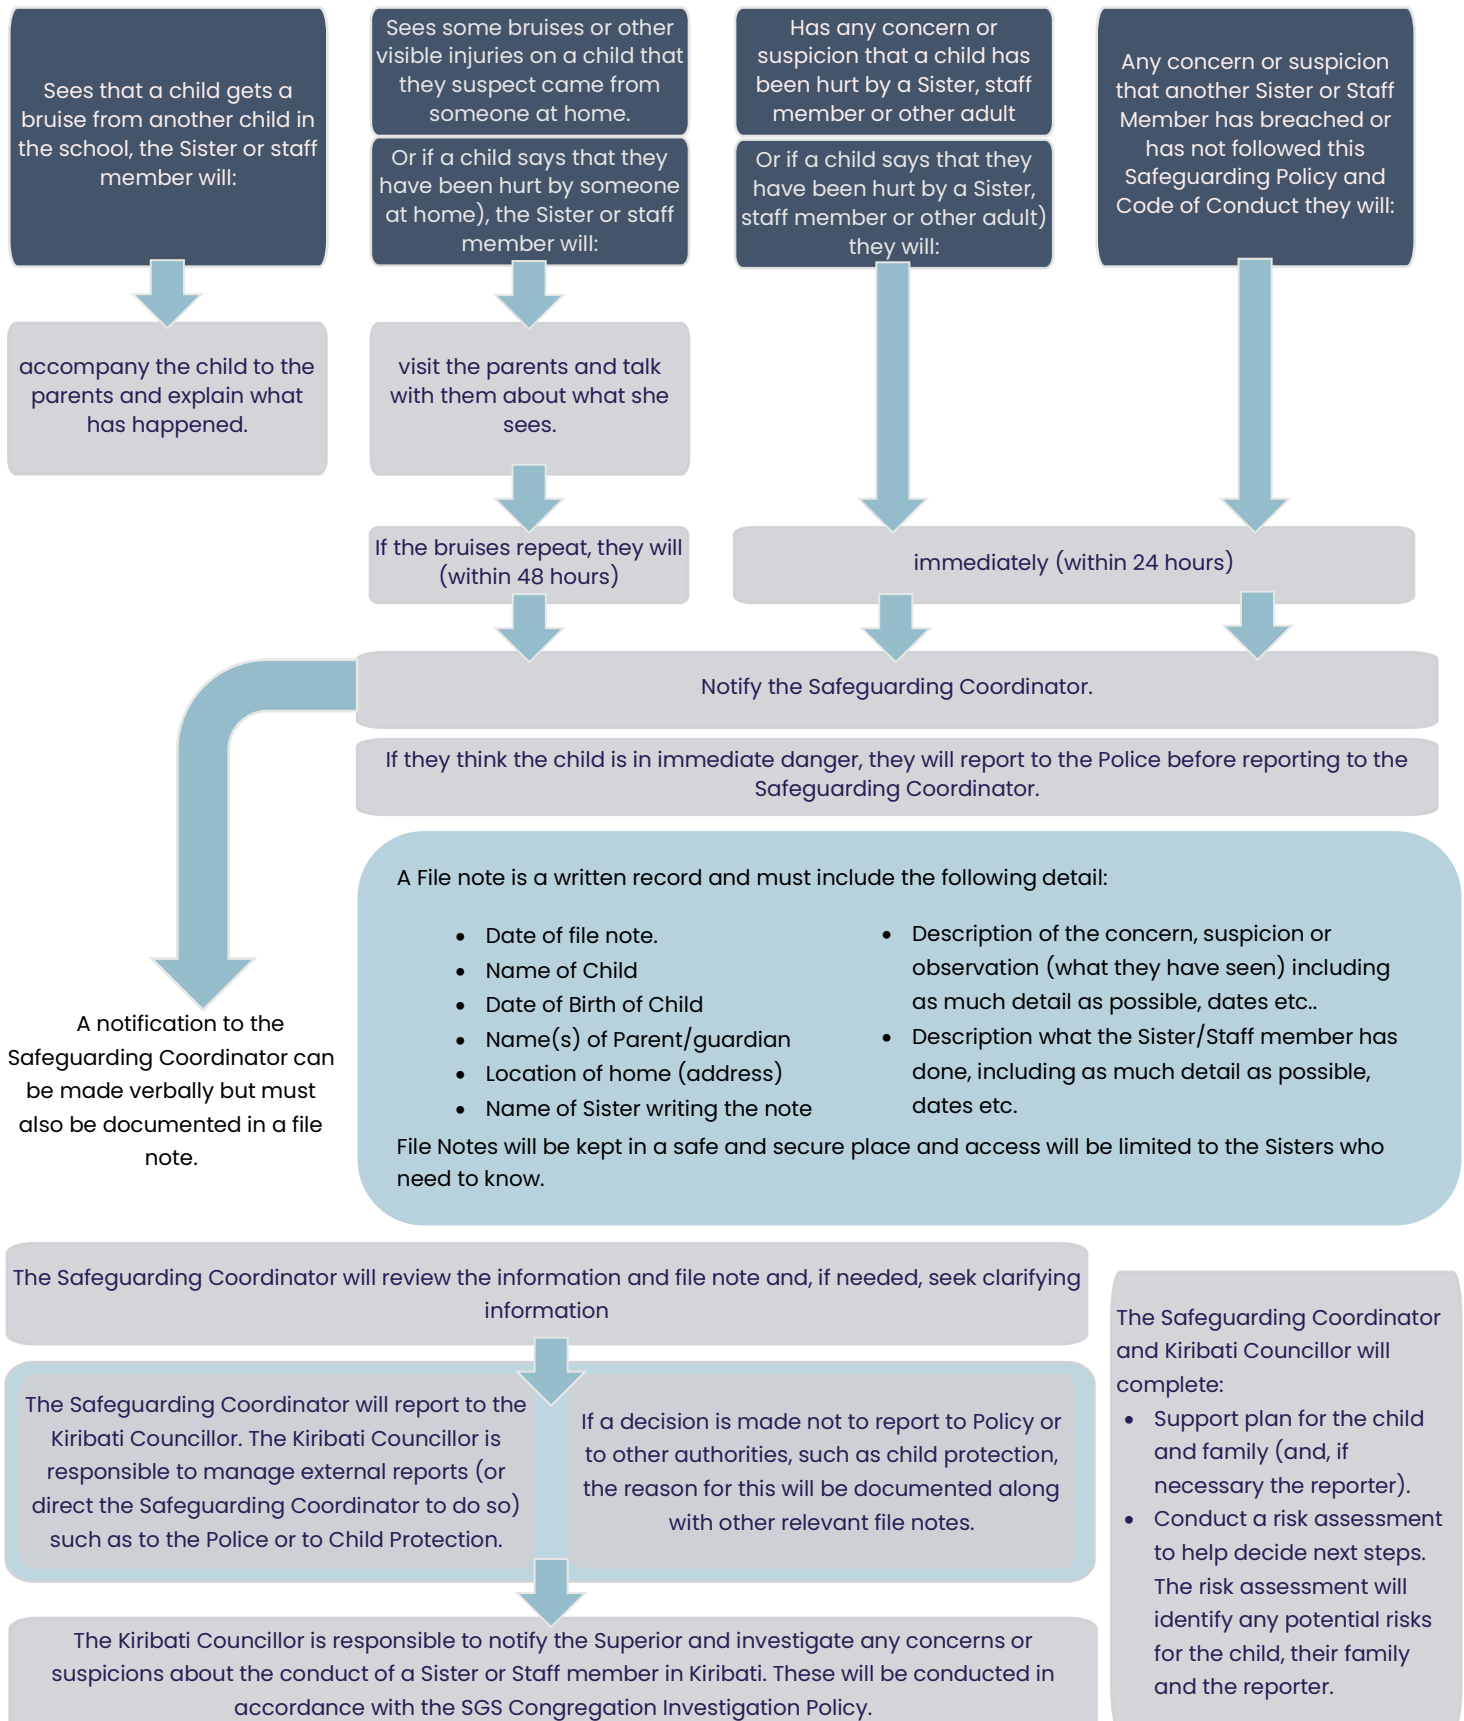 Sees that a child gets a
bruise from another child in
the school, the Sister or staff
member will:
accompany the child to the
parents and explain what
has happened.
Sees some bruises or other
visible injuries on a child that
they suspect came from
someone at home.
Or if a child says that they
have been hurt by someone
at home), the Sister or staff
member will:
visit the parents and talk
with them about what she
sees.
If the bruises repeat, they will
(within 48 hours)
Has any concern or
suspicion that a child has
been hurt by a Sister, staff
member or other adult
Or if a child says that they
have been hurt by a Sister,
staff member or other adult)
they will:
Any concern or suspicion
that another Sister or Staff
Member has breached or
has not followed this
Safeguarding Policy and
Code of Conduct they will:
immediately (within 24 hours)
Notify the Safeguarding Coordinator.
If they think the child is in immediate danger, they will report to the Police before reporting to the
Safeguarding Coordinator.
A notification to the
Safeguarding Coordinator can
be made verbally but must
also be documented in a file
note.
A File note is a written record and must include the following detail:
• Date of file note.
• Name of Child
• Date of Birth of Child
• Name(s) of Parent/guardian
• Location of home (address)
• Name of Sister writing the note
• Description of the concern, suspicion or
observation (what they have seen) including
as much detail as possible, dates etc..
• Description what the Sister/Staff member has
done, including as much detail as possible,
dates etc.
File Notes will be kept in a safe and secure place and access will be limited to the Sisters who
need to know.
The Safeguarding Coordinator will review the information and file note and, if needed, seek clarifying
information
The Safeguarding Coordinator will report to the
Kiribati Councillor. The Kiribati Councillor is
responsible to manage external reports (or
direct the Safeguarding Coordinator to do so)
such as to the Police or to Child Protection.
If a decision is made not to report to Policy or
to other authorities, such as child protection,
the reason for this will be documented along
with other relevant file notes.
The Kiribati Councillor is responsible to notify the Superior and investigate any concerns or
suspicions about the conduct of a Sister or Staff member in Kiribati. These will be conducted in
accordance with the SGS Congregation Investigation Policy.
The Safeguarding Coordinator
and Kiribati Councillor will
complete:
• Support plan for the child
and family (and, if
necessary the reporter).
• Conduct a risk assessment
to help decide next steps.
The risk assessment will
identify any potential risks
for the child, their family
and the reporter.